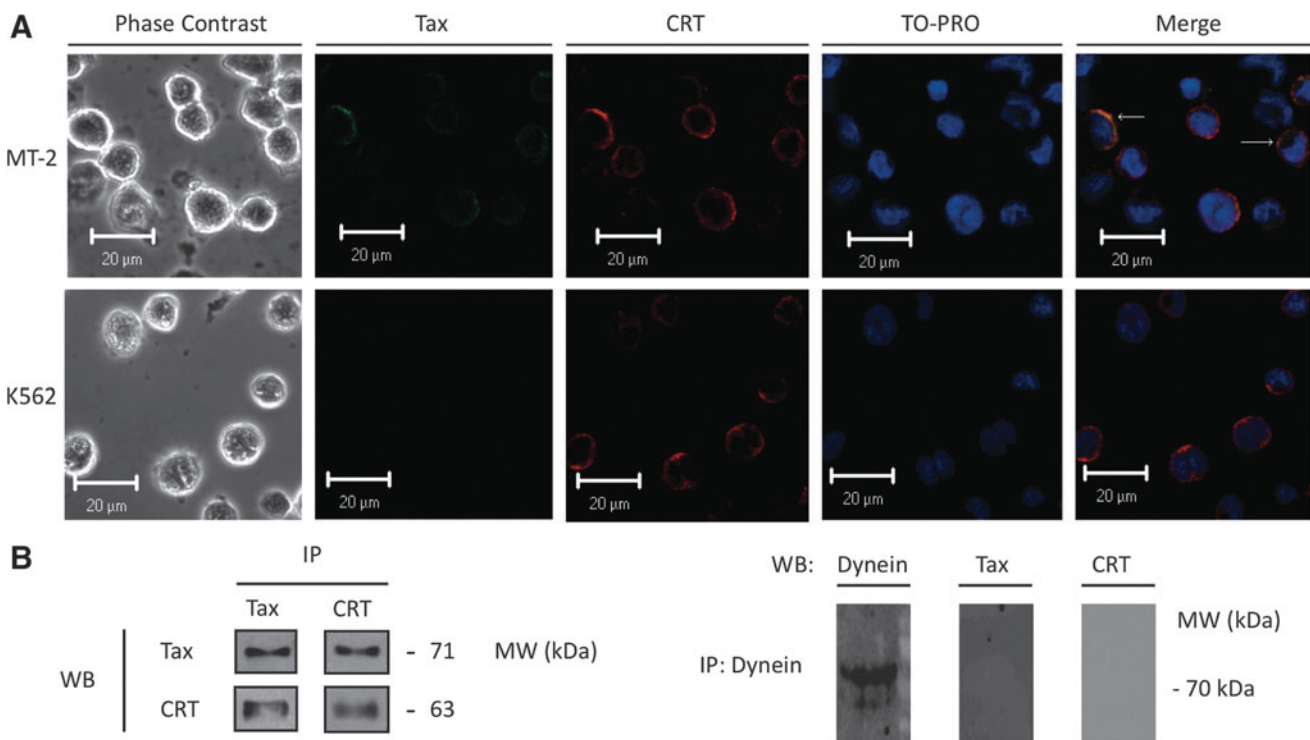 A
Phase Contrast Tax CRT TO-PRO Merge
MT-2
20 µm 20 µm 20 µm 20 µm 20 µm
K562
20 µm 20 µm 20 µm 20 µm 20 µm
B
IP
Tax CRT
WB
Tax - 71 MW (kDa)
CRT - 63
WB: Dynein Tax CRT
MW (kDa)
IP: Dynein
- 70 kDa